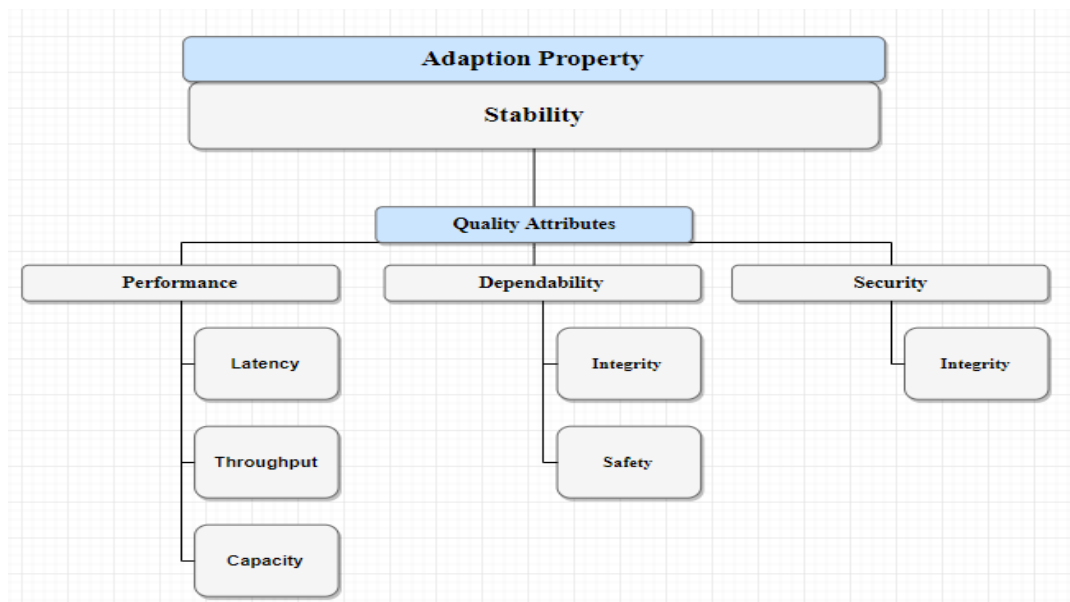 Adaption Property
Stability
Quality Attributes
Performance
Dependability
Security
Latency
Integrity
Integrity
Throughput
Safety
Capacity